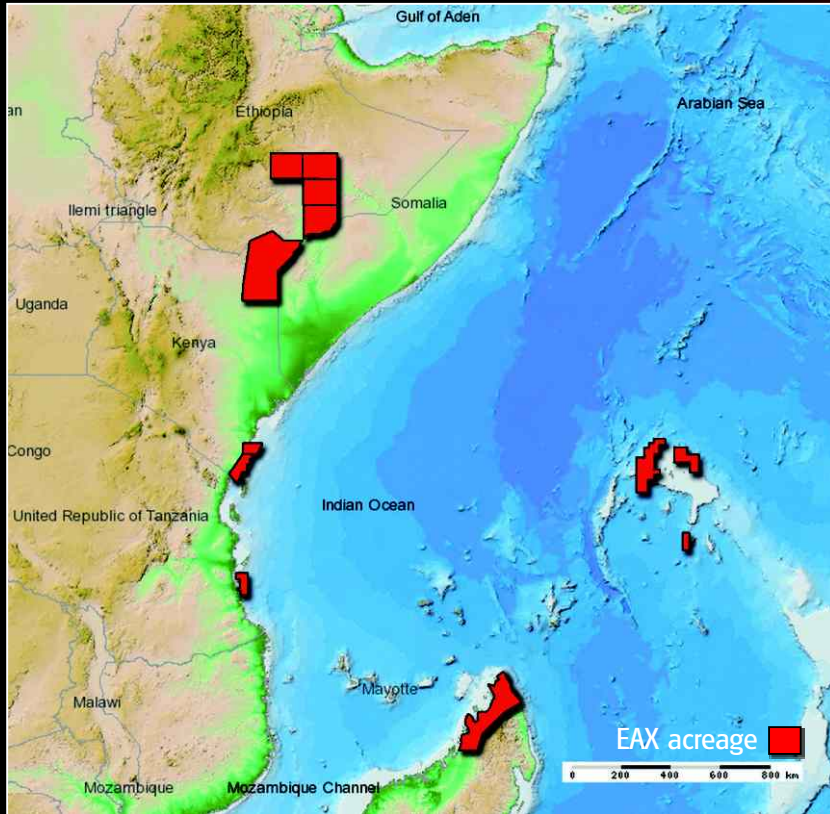 Gulf of Aden
Arabian Sea
an
Ethiopia
Somalia
Ilemi triangle
Uganda
Kenya
Congo
Indian Ocean
United Republic of Tanzania
Mayotte
Malawi
EAX acreage
0 200 400 600 800 km
Mozambique
Mozambique Channel